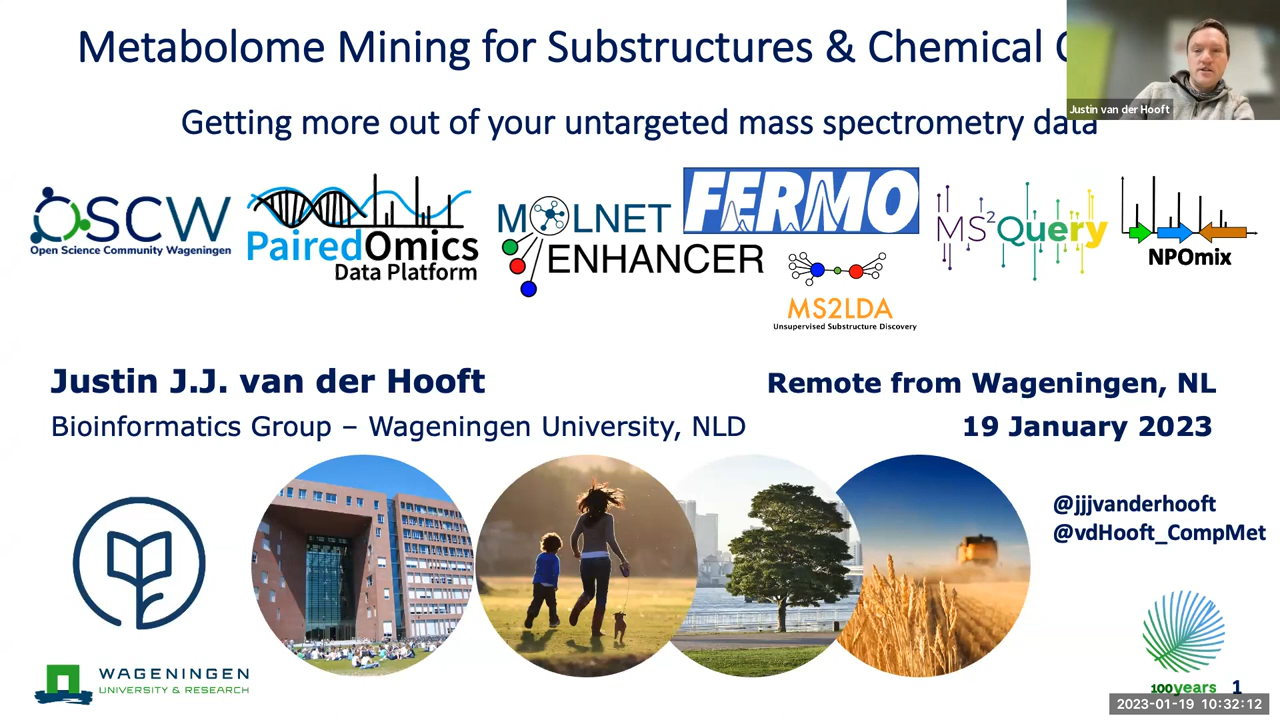 Metabolome Mining for Substructures & Chemical
Justin van der Hooft
Getting more out of your untargeted mass spectrometry data
OSCW
Open Science Community Wageningen
PairedOmics
Data Platform
MOLNET
ENHANCER
FERMO
MS2LDA
Unsupervised Substructure Discovery
MS²Query
NPOmix
Justin J.J. van der Hooft
Remote from Wageningen, NL
Bioinformatics Group – Wageningen University, NLD
19 January 2023
@jjjvanderhooft
@vdHooft_CompMet
WAGENINGEN
UNIVERSITY & RESEARCH
100years
1
2023-01-19 10:32:12